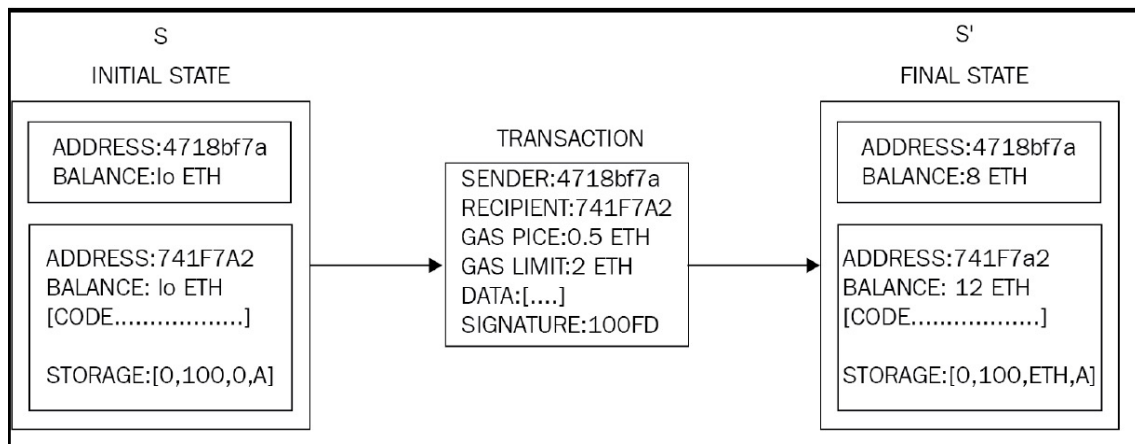 S
INITIAL STATE
ADDRESS:4718bf7a
BALANCE:lo ETH
ADDRESS:741F7A2
BALANCE: lo ETH
[CODE..................]
STORAGE:[0,100,0,A]
TRANSACTION
SENDER:4718bf7a
RECIPIENT:741F7A2
GAS PICE:0.5 ETH
GAS LIMIT:2 ETH
DATA:[....]
SIGNATURE:100FD
S'
FINAL STATE
ADDRESS:4718bf7a
BALANCE:8 ETH
ADDRESS:741F7a2
BALANCE: 12 ETH
[CODE..................]
STORAGE:[0,100,ETH,A]